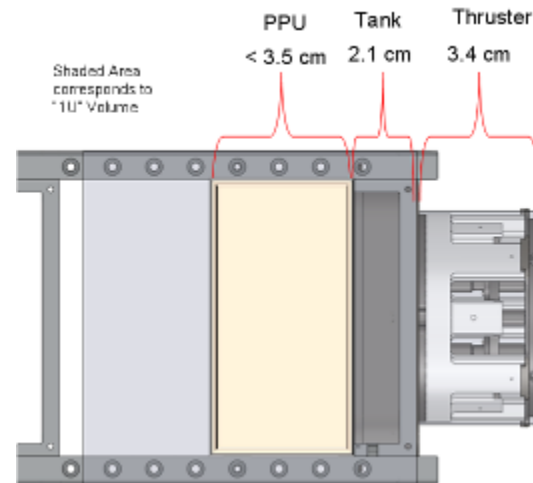 PPU Tank Thruster
< 3.5 cm 2.1 cm 3.4 cm
Shaded Area
corresponds to
"1U" Volume